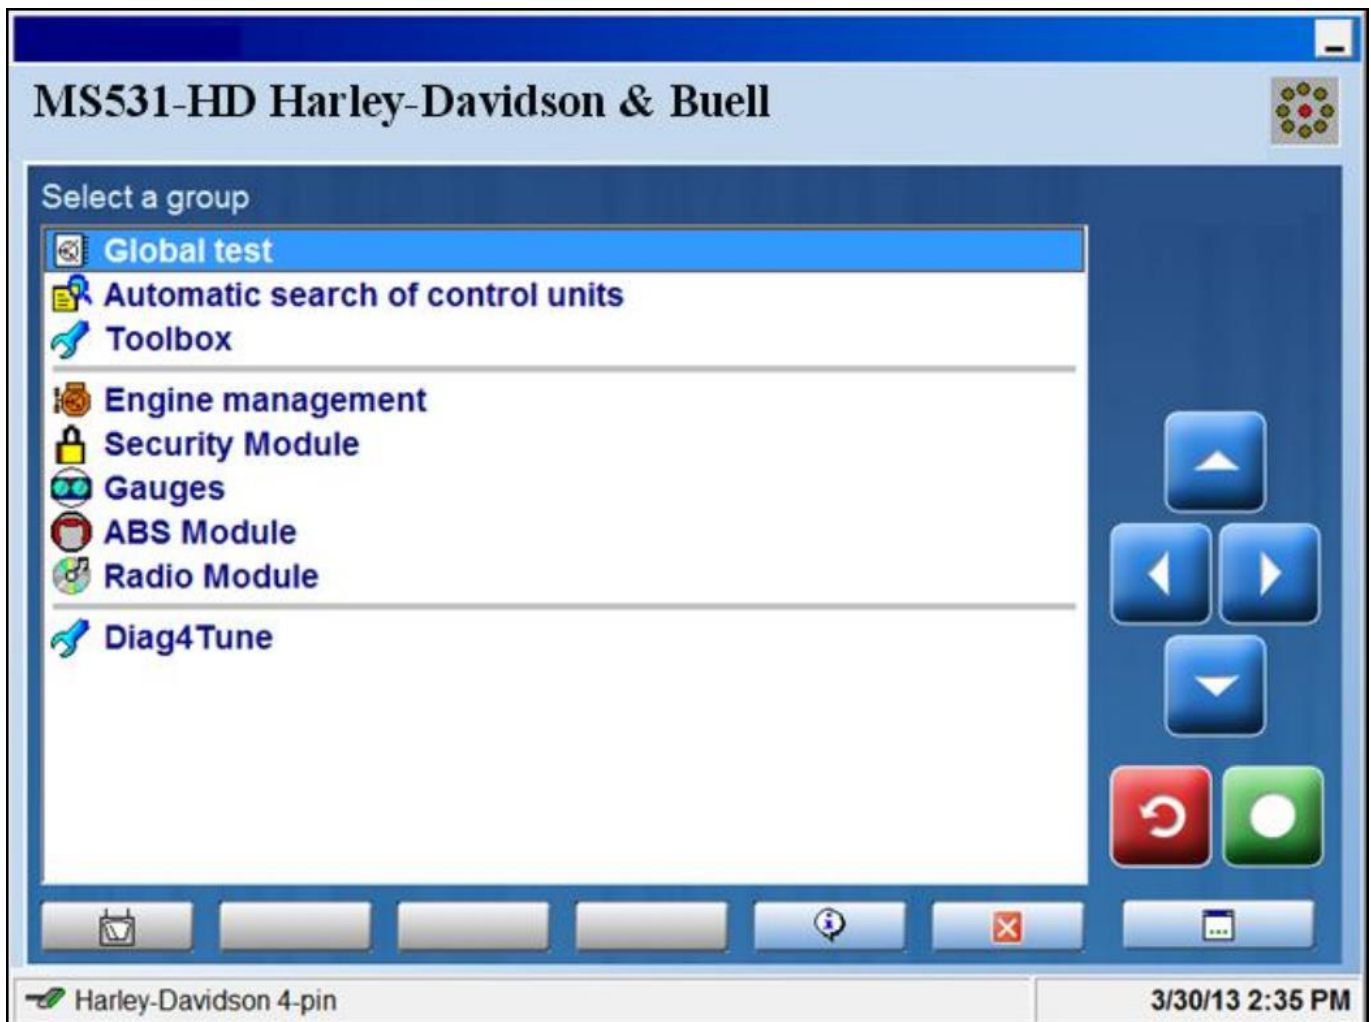 MS531-HD Harley-Davidson & Buell
Select a group
Global test
Automatic search of control units
Toolbox
Engine management
Security Module
Gauges
ABS Module
Radio Module
Diag4Tune
Harley-Davidson 4-pin
3/30/13 2:35 PM